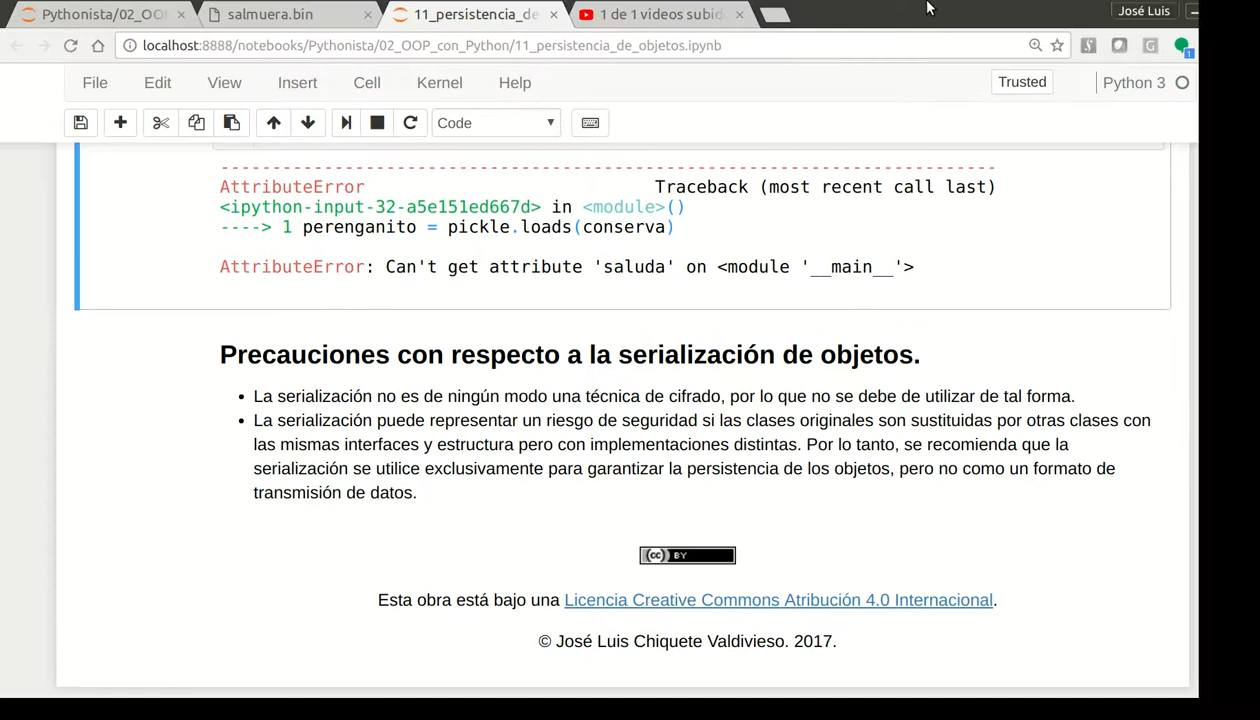 Pythonista/02_OOP
salmuera.bin
11_persistencia_de
1 de 1 videos subid
José Luis
localhost:8888/notebooks/Pythonista/02_OOP_con_Python/11_persistencia_de_objetos.ipynb
File Edit View Insert Cell Kernel Help
Trusted
Python 3
Code
AttributeError Traceback (most recent call last)
<ipython-input-32-a5e151ed667d> in <module>()
----> 1 perenganito = pickle.loads(conserva)
AttributeError: Can't get attribute 'saluda' on <module '__main__'>
Precauciones con respecto a la serialización de objetos.
• La serialización no es de ningún modo una técnica de cifrado, por lo que no se debe de utilizar de tal forma.
• La serialización puede representar un riesgo de seguridad si las clases originales son sustituidas por otras clases con
las mismas interfaces y estructura pero con implementaciones distintas. Por lo tanto, se recomienda que la
serialización se utilice exclusivamente para garantizar la persistencia de los objetos, pero no como un formato de
transmisión de datos.
cc BY
Esta obra está bajo una Licencia Creative Commons Atribución 4.0 Internacional.
© José Luis Chiquete Valdivieso. 2017.